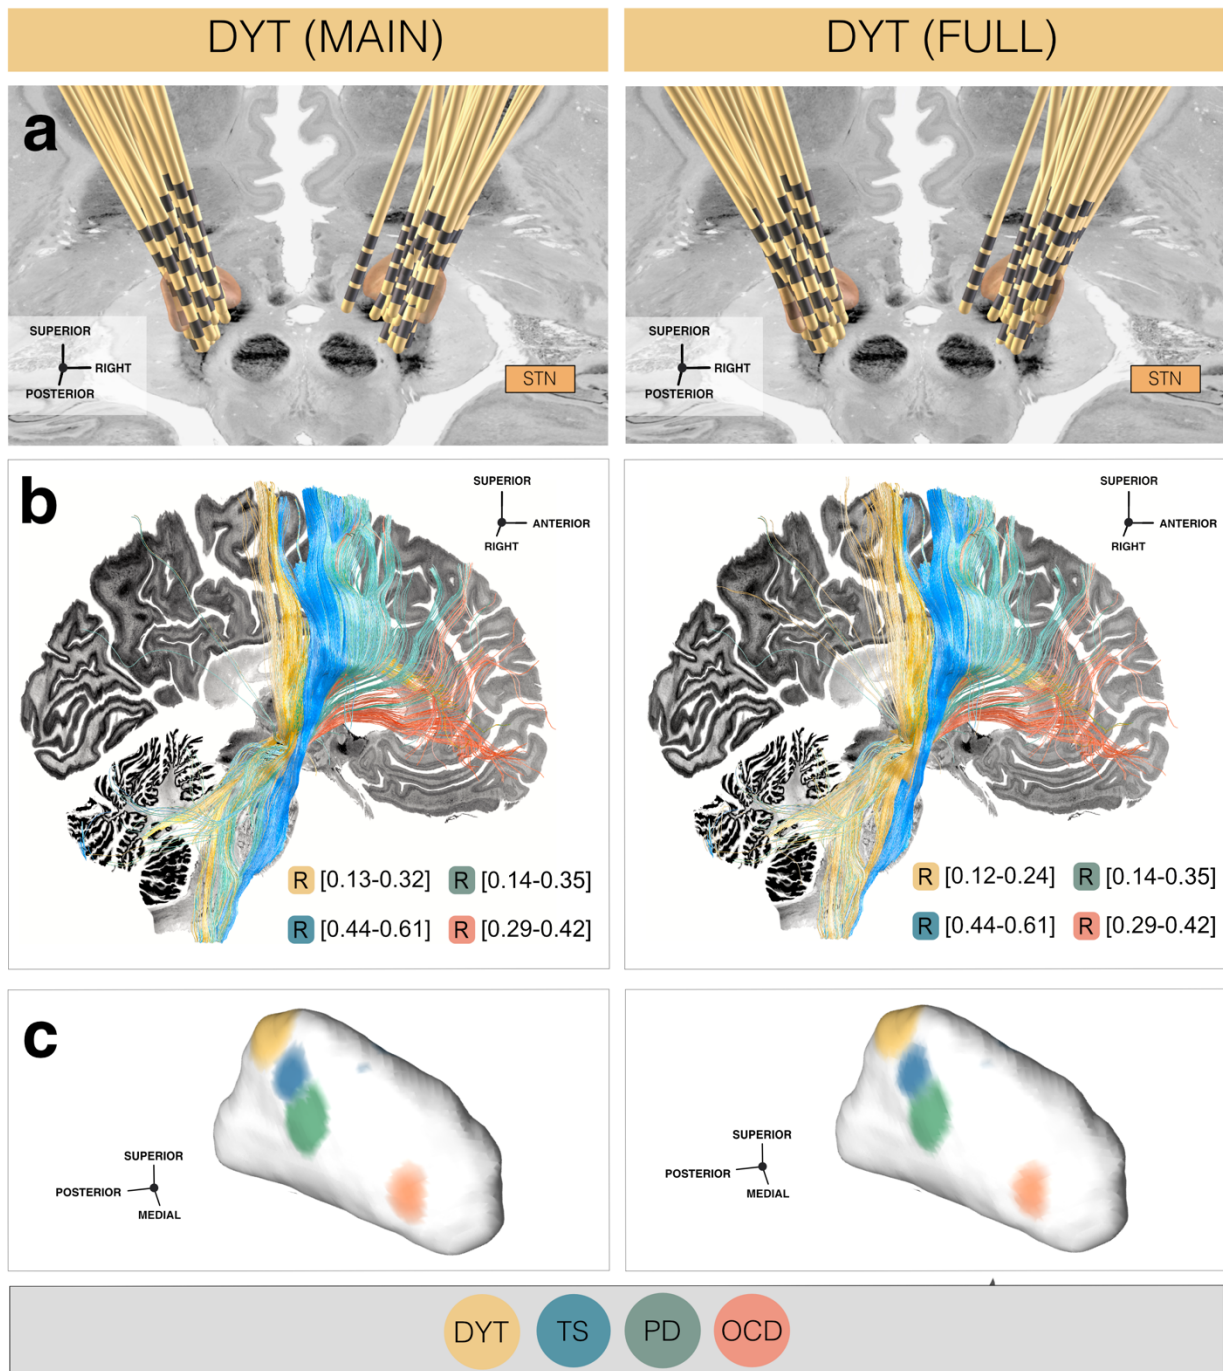 DYT (MAIN)
DYT (FULL)
a
SUPERIOR
RIGHT
POSTERIOR
STN
SUPERIOR
RIGHT
POSTERIOR
STN
b
SUPERIOR
ANTERIOR
RIGHT
R [0.13-0.32] R [0.14-0.35]
R [0.44-0.61] R [0.29-0.42]
SUPERIOR
ANTERIOR
RIGHT
R [0.12-0.24] R [0.14-0.35]
R [0.44-0.61] R [0.29-0.42]
c
SUPERIOR
POSTERIOR
MEDIAL
SUPERIOR
POSTERIOR
MEDIAL
DYT TS PD OCD